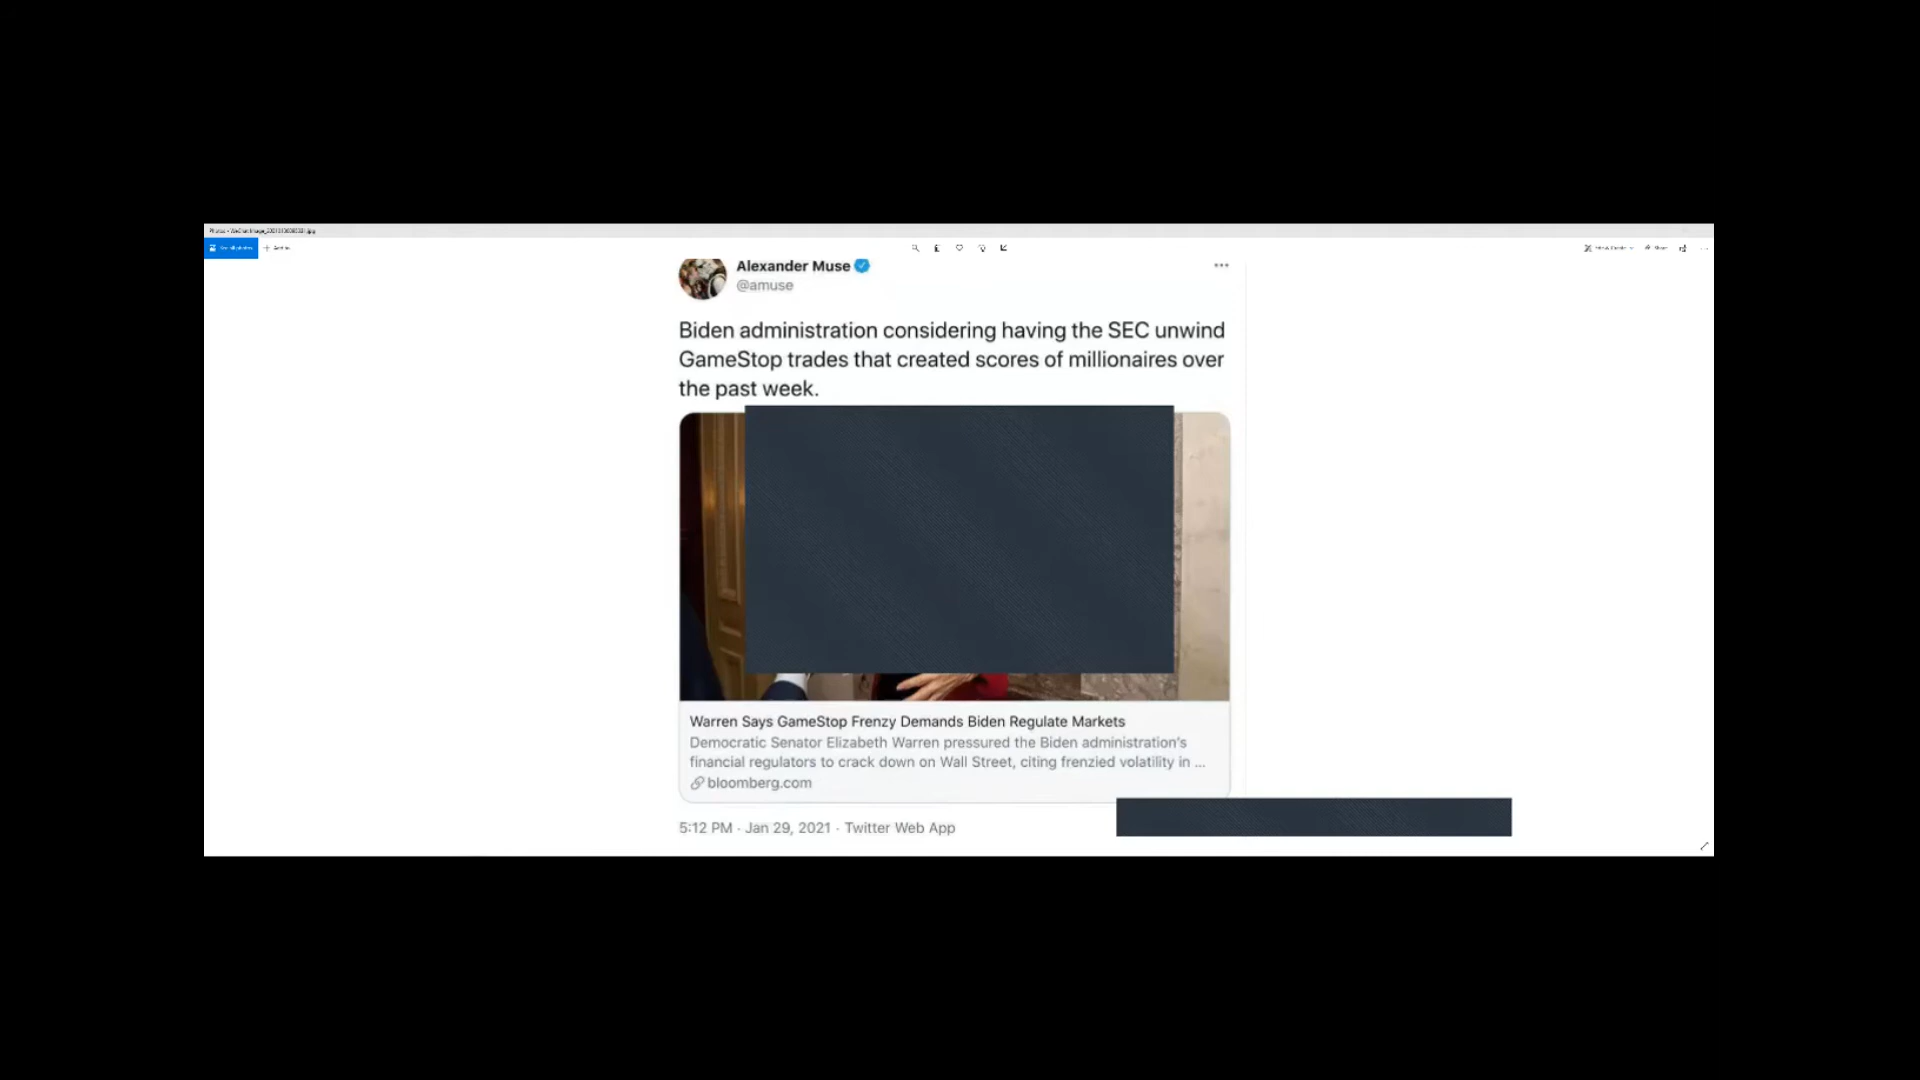 Alexander Muse
@amuse
Biden administration considering having the SEC unwind
GameStop trades that created scores of millionaires over
the past week.
Warren Says GameStop Frenzy Demands Biden Regulate Markets
Democratic Senator Elizabeth Warren pressured the Biden administration's
financial regulators to crack down on Wall Street, citing frenzied volatility in ...
bloomberg.com
5:12 PM · Jan 29, 2021 · Twitter Web App